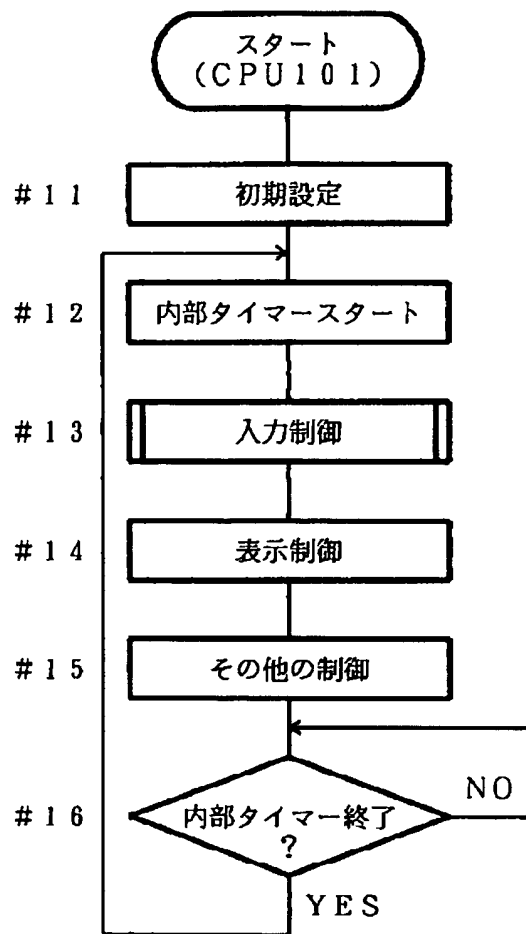 スタート
(CPU101)
#11 初期設定
#12 内部タイマースタート
#13 入力制御
#14 表示制御
#15 その他の制御
#16 内部タイマー終了
?
NO
YES